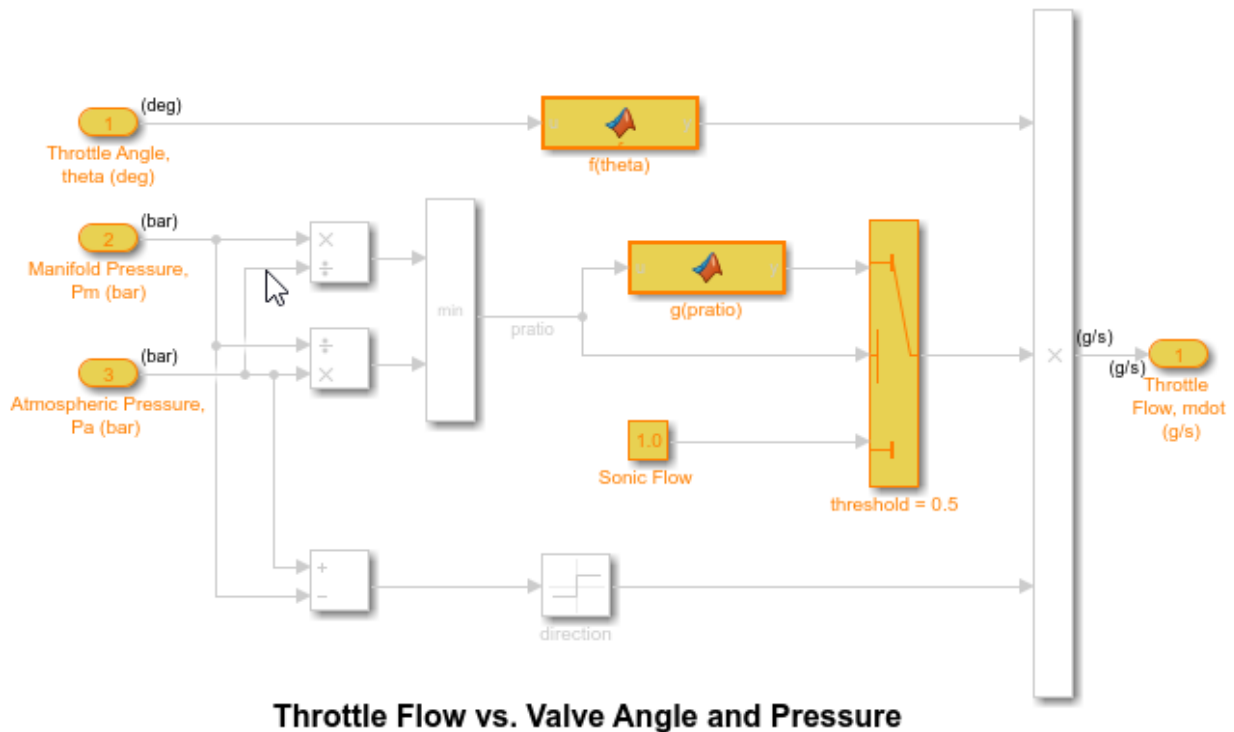 (deg)
1
Throttle Angle,
theta (deg)
f(theta)
(bar)
2
Manifold Pressure,
Pm (bar)
×
÷
min
pratio
g(pratio)
(bar)
3
Atmospheric Pressure,
Pa (bar)
÷
×
1.0
Sonic Flow
threshold = 0.5
×
(g/s)
(g/s)
1
Throttle
Flow, mdot
(g/s)
+
−
direction
Throttle Flow vs. Valve Angle and Pressure